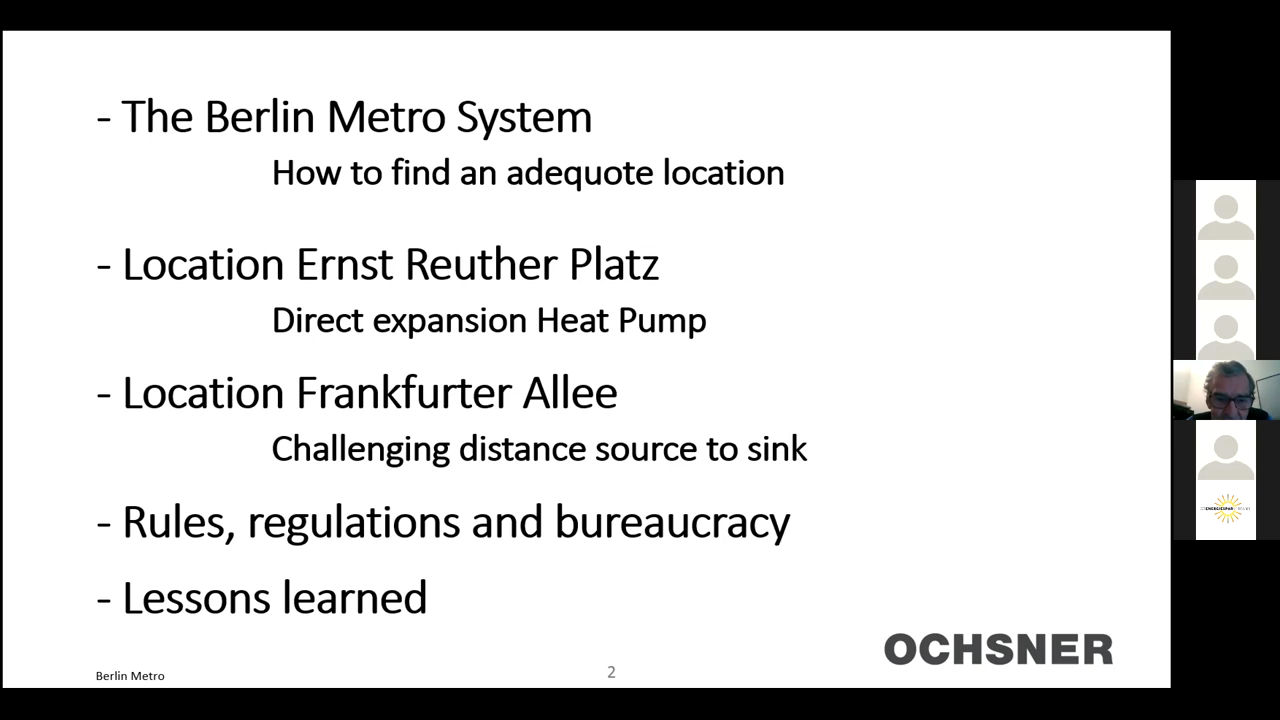 - The Berlin Metro System
How to find an adequote location
- Location Ernst Reuther Platz
Direct expansion Heat Pump
- Location Frankfurter Allee
Challenging distance source to sink
- Rules, regulations and bureaucracy
- Lessons learned
OCHSNER
Berlin Metro
2